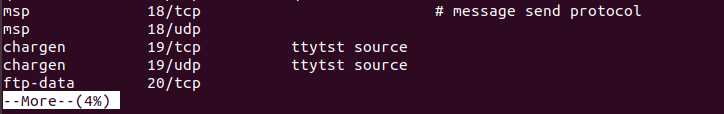 msp 18/tcp # message send protocol
msp 18/udp
chargen 19/tcp ttytst source
chargen 19/udp ttytst source
ftp-data 20/tcp
--More--(4%)